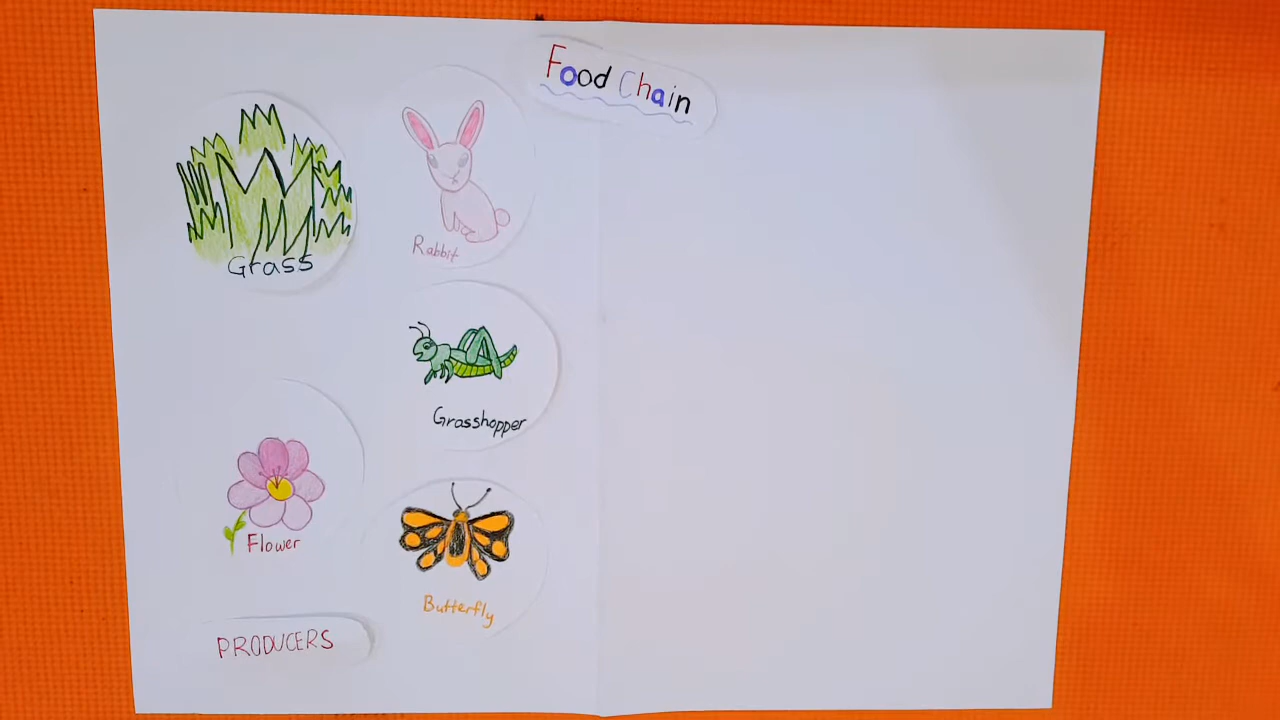 Food Chain
Grass
Rabbit
Grasshopper
Flower
Butterfly
PRODUCERS